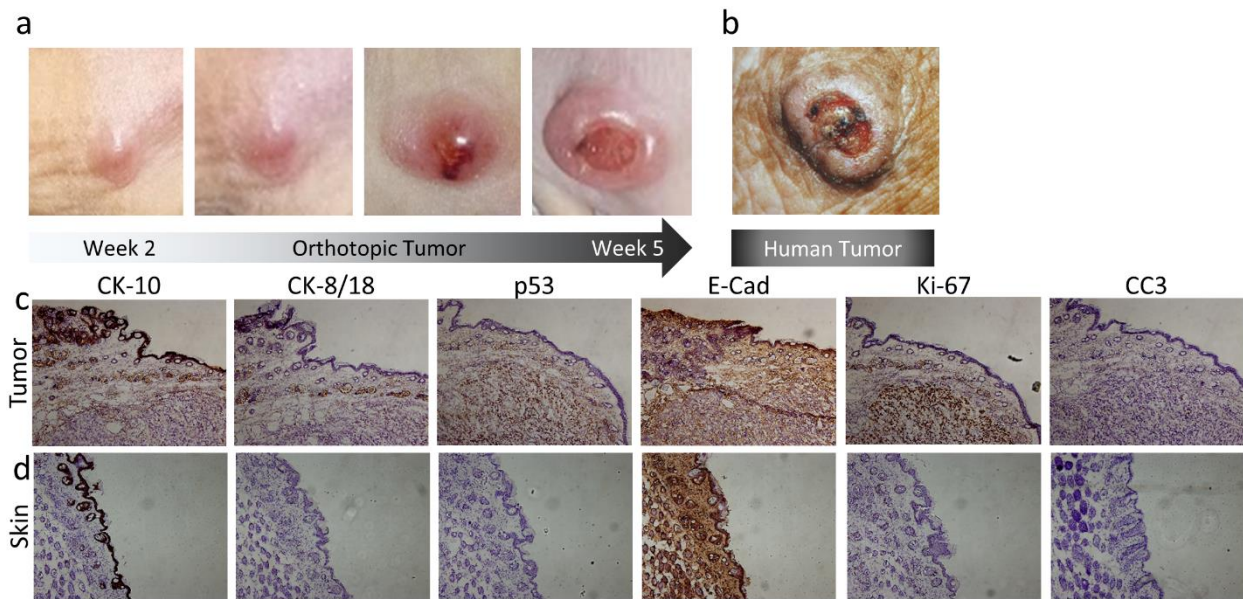 a
b
Week 2 Orthotopic Tumor Week 5
Human Tumor
c
CK-10 CK-8/18 p53 E-Cad Ki-67 CC3
Tumor
d
Skin